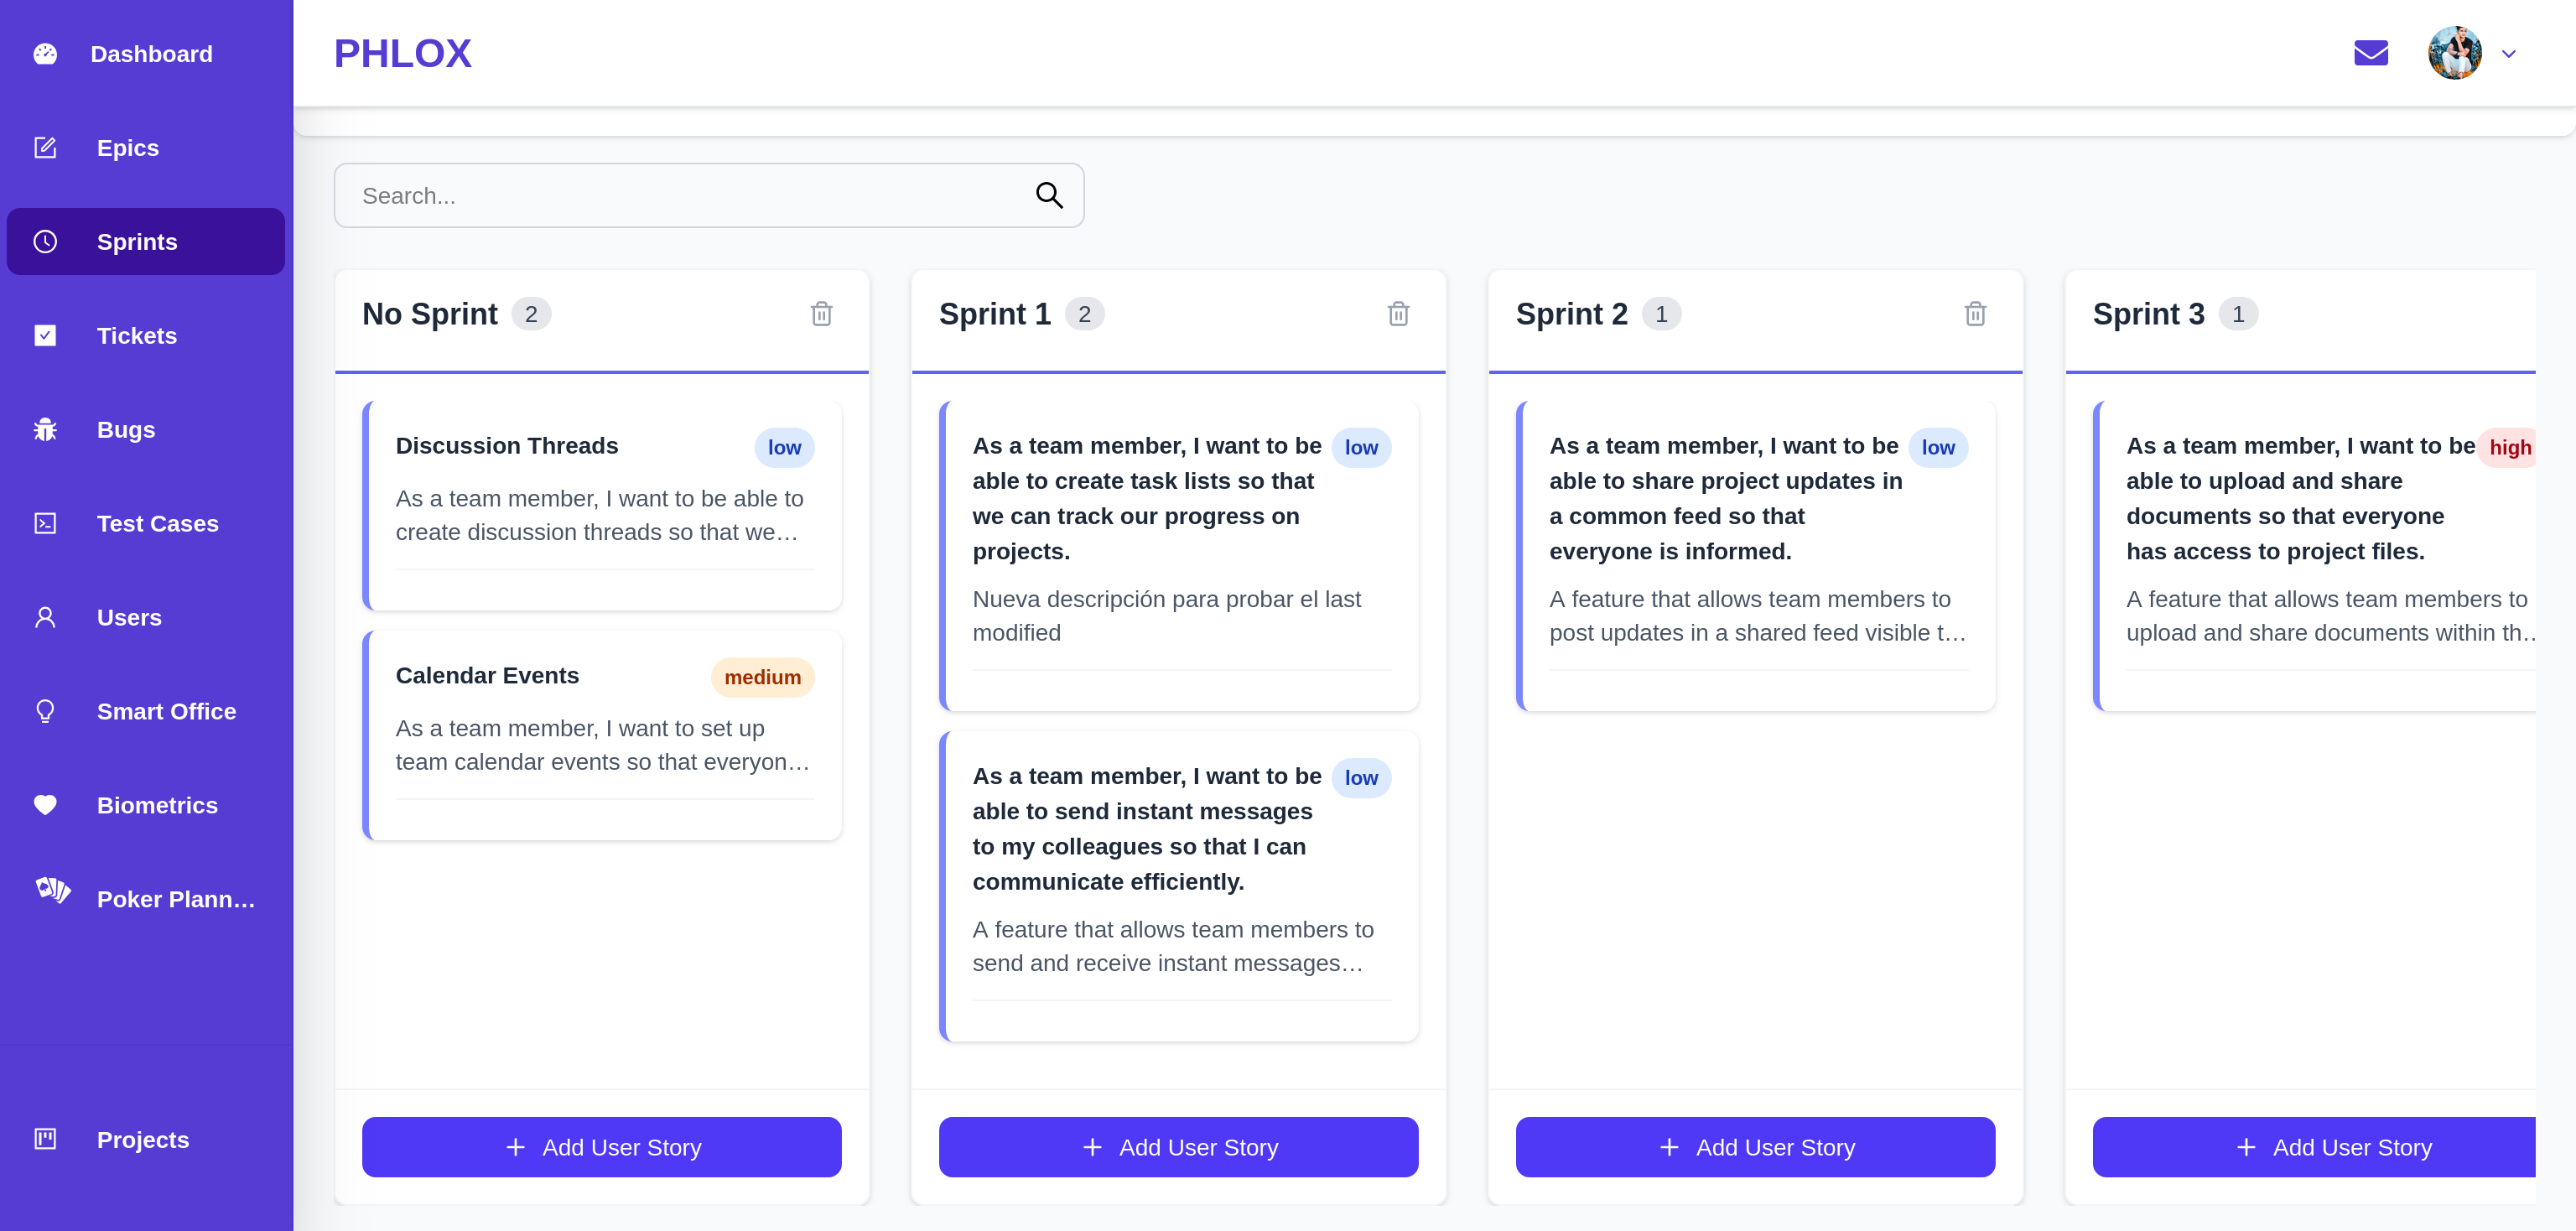 Dashboard
Epics
Sprints
Tickets
Bugs
Test Cases
Users
Smart Office
Biometrics
Poker Plann…
Projects
PHLOX
Search...
No Sprint 2
Discussion Threads low
As a team member, I want to be able to
create discussion threads so that we…
Calendar Events medium
As a team member, I want to set up
team calendar events so that everyon…
Add User Story
Sprint 1 2
As a team member, I want to be low
able to create task lists so that
we can track our progress on
projects.
Nueva descripción para probar el last
modified
As a team member, I want to be low
able to send instant messages
to my colleagues so that I can
communicate efficiently.
A feature that allows team members to
send and receive instant messages…
Add User Story
Sprint 2 1
As a team member, I want to be low
able to share project updates in
a common feed so that
everyone is informed.
A feature that allows team members to
post updates in a shared feed visible t…
Add User Story
Sprint 3 1
As a team member, I want to be high
able to upload and share
documents so that everyone
has access to project files.
A feature that allows team members to
upload and share documents within th…
Add User Story